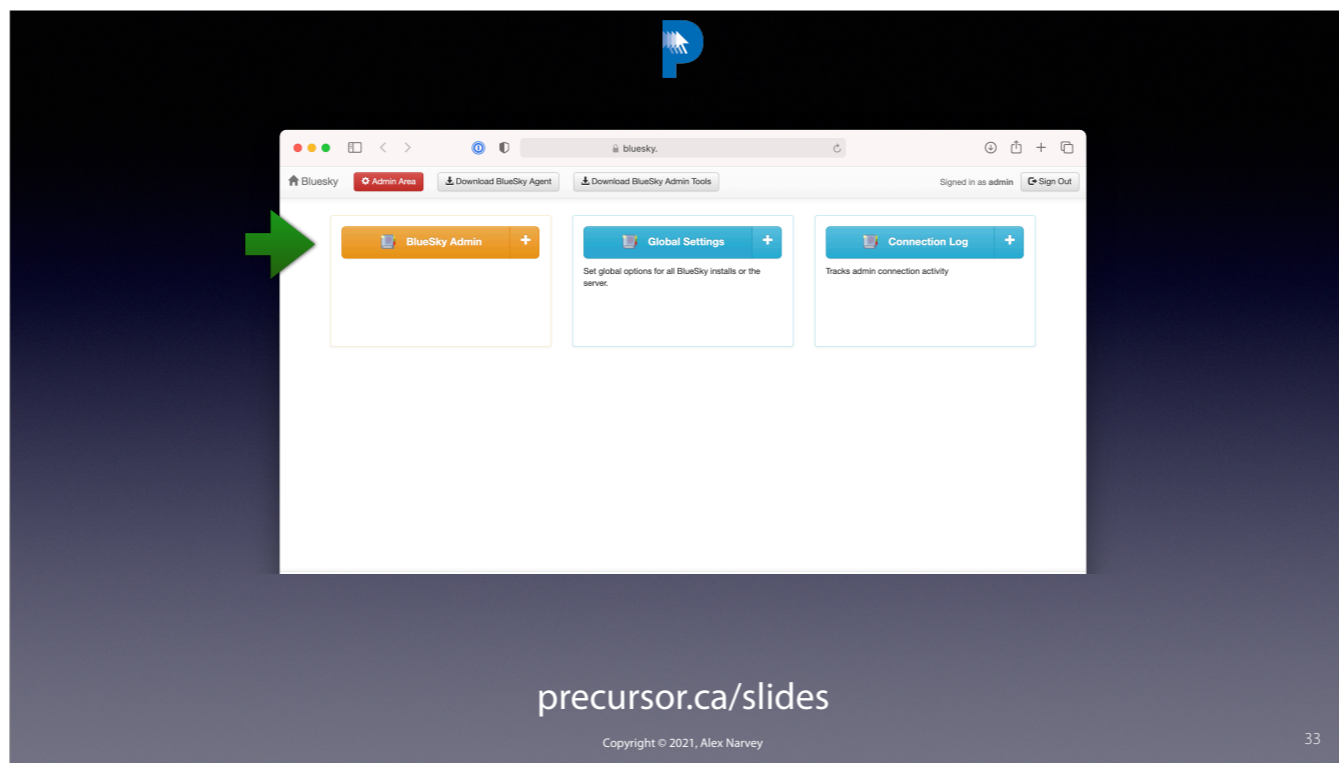 bluesky.
Bluesky Admin Area Download BlueSky Agent Download BlueSky Admin Tools Signed in as admin Sign Out
BlueSky Admin +
Global Settings +
Set global options for all BlueSky installs or the
server.
Connection Log +
Tracks admin connection activity
precursor.ca/slides
Copyright © 2021, Alex Narvey
33